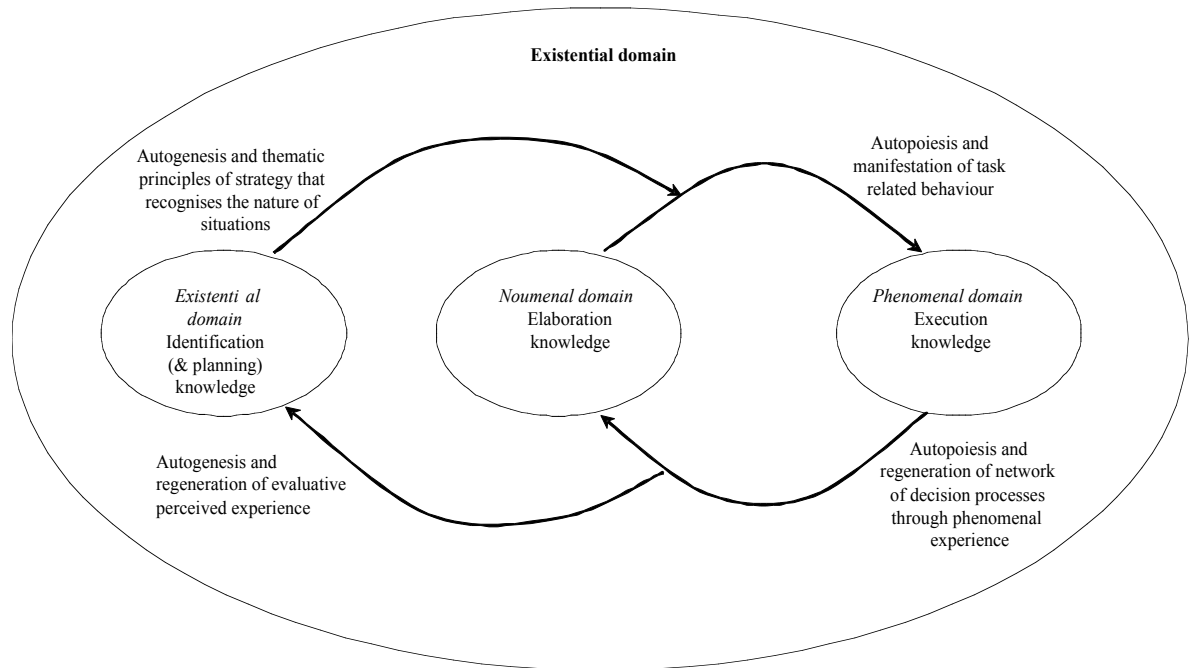 Existential domain
Autogenesis and thematic
principles of strategy that
recognises the nature of
situations
Autopoiesis and
manifestation of task
related behaviour
Existenti al
domain
Identification
(& planning)
knowledge
Noumenal domain
Elaboration
knowledge
Phenomenal domain
Execution
knowledge
Autogenesis and
regeneration of evaluative
perceived experience
Autopoiesis and
regeneration of network
of decision processes
through phenomenal
experience